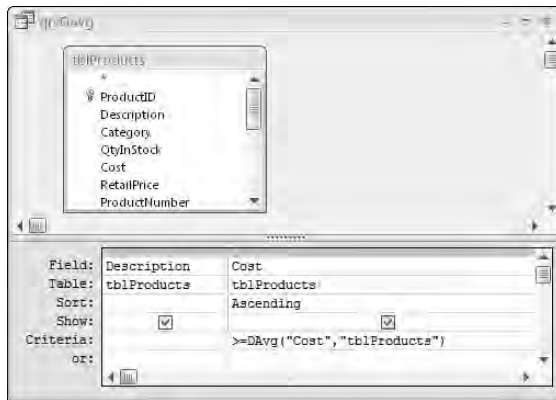 qryDAvg
tblProducts
*
ProductID
Description
Category
QtyInStock
Cost
RetailPrice
ProductNumber
Field: Description Cost
Table: tblProducts tblProducts
Sort: Ascending
Show:
Criteria: >=DAvg("Cost","tblProducts")
or: